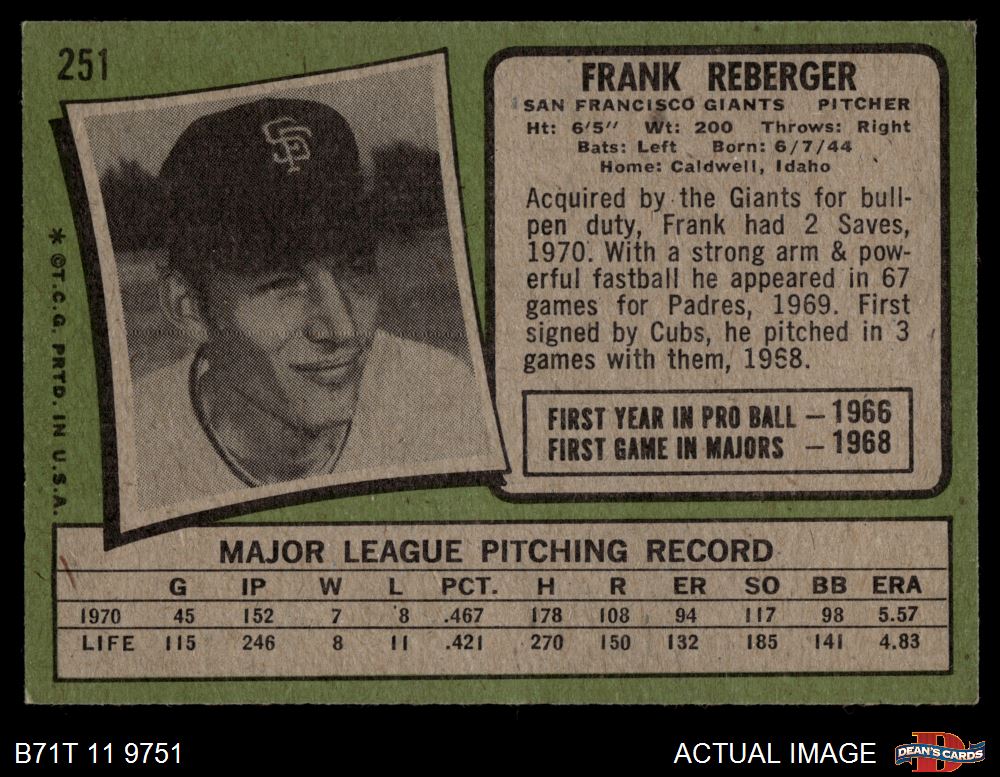 251
FRANK REBERGER
SAN FRANCISCO GIANTS PITCHER
Ht: 6'5" Wt: 200 Throws: Right
Bats: Left Born: 6/7/44
Home: Caldwell, Idaho
Acquired by the Giants for bull-
pen duty, Frank had 2 Saves,
1970. With a strong arm & pow-
erful fastball he appeared in 67
games for Padres, 1969. First
signed by Cubs, he pitched in 3
games with them, 1968.
FIRST YEAR IN PRO BALL – 1966
FIRST GAME IN MAJORS – 1968
SF
* © T.C.G. PRTD. IN U.S.A.
MAJOR LEAGUE PITCHING RECORD
G IP W L PCT. H R ER SO BB ERA
1970 45 152 7 8 .467 178 108 94 117 98 5.57
LIFE 115 246 8 11 .421 270 150 132 185 141 4.83
B71T 11 9751
ACTUAL IMAGE
D
DEAN'S CARDS